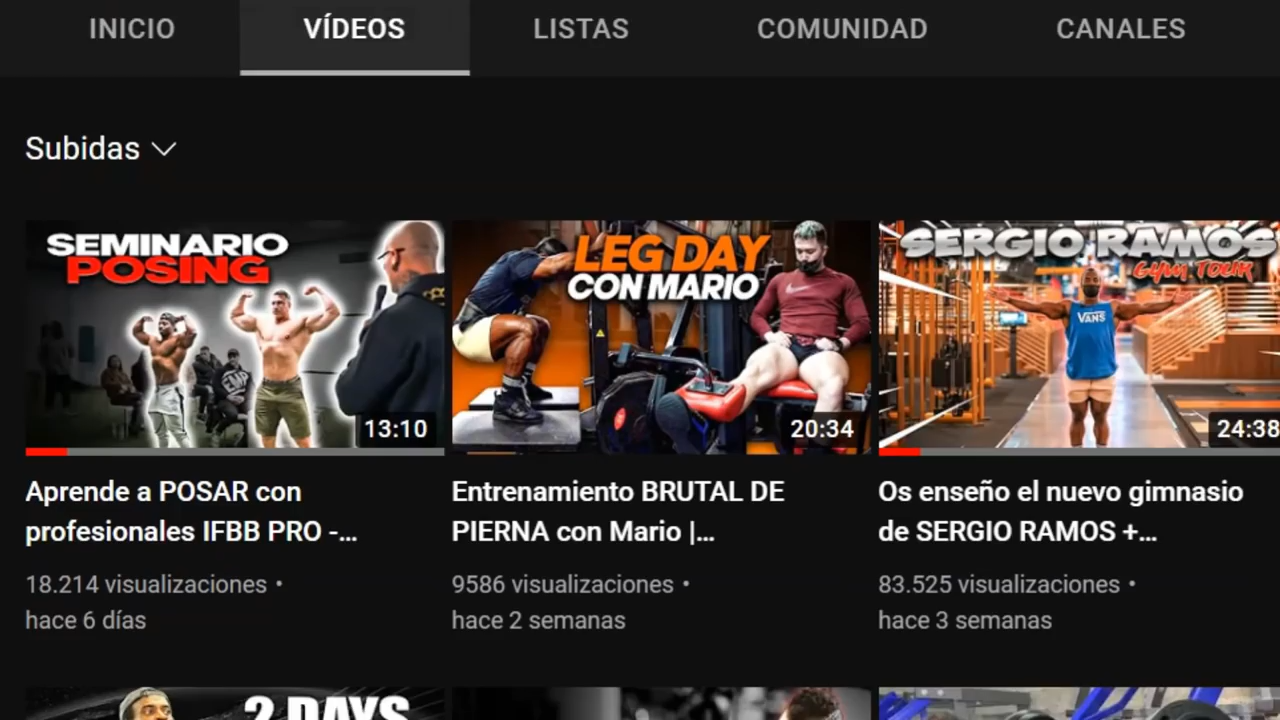 INICIO
VÍDEOS
LISTAS
COMUNIDAD
CANALES
Subidas
SEMINARIO
POSING
EMP
13:10
LEG DAY
CON MARIO
20:34
SERGIO RAMOS
GYM TOUR
VANS
24:38
Aprende a POSAR con
profesionales IFBB PRO -...
Entrenamiento BRUTAL DE
PIERNA con Mario |...
Os enseño el nuevo gimnasio
de SERGIO RAMOS +...
18.214 visualizaciones •
hace 6 días
9586 visualizaciones •
hace 2 semanas
83.525 visualizaciones •
hace 3 semanas
2 DAYS